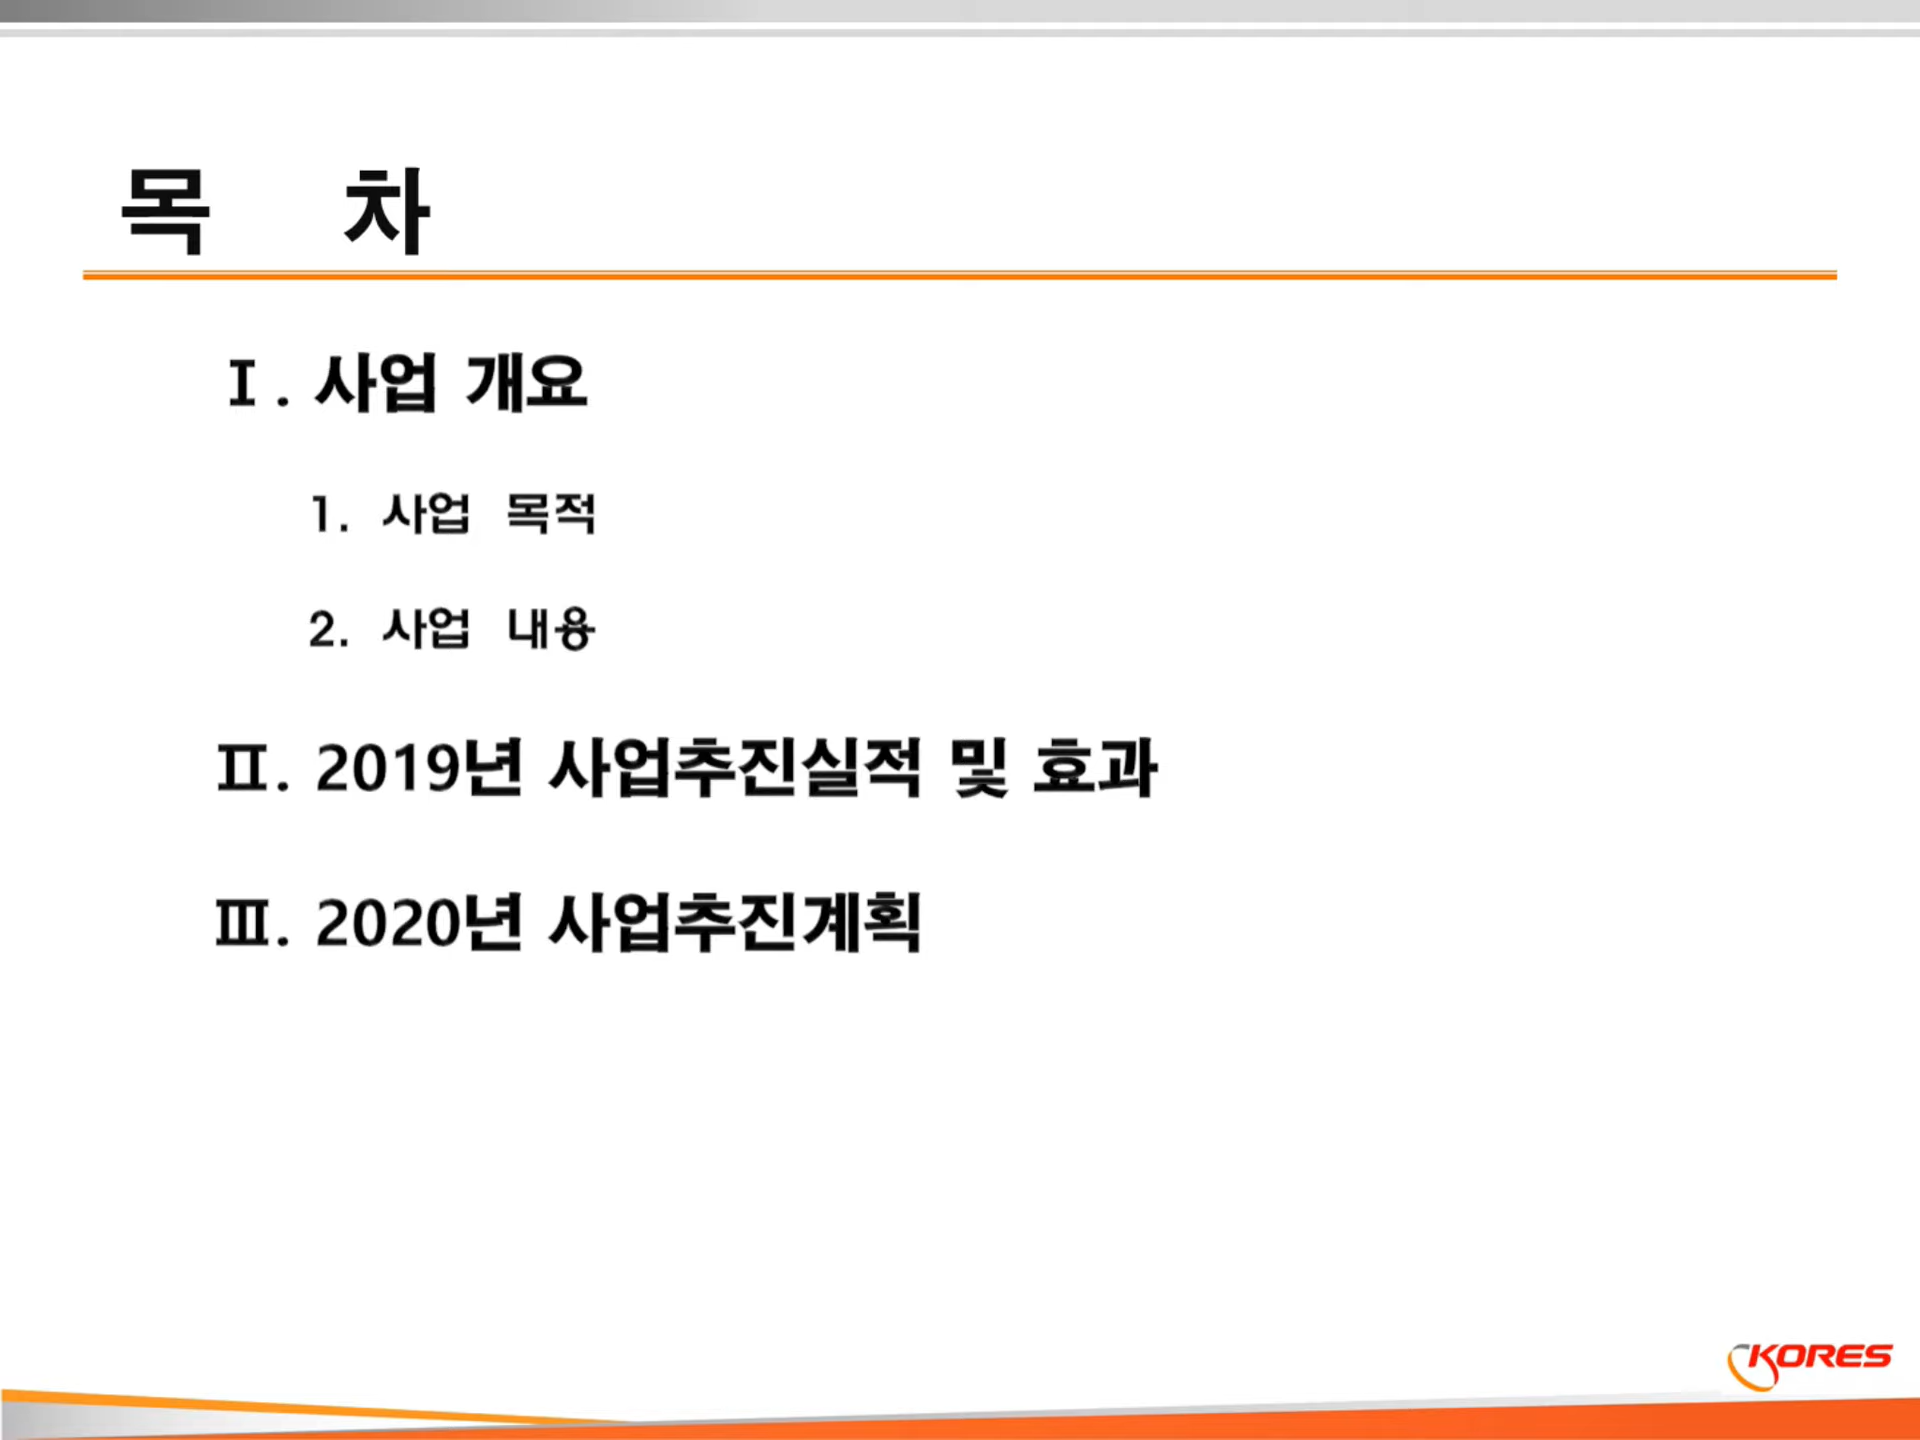 목 차
Ⅰ. 사업 개요
1. 사업 목적
2. 사업 내용
Ⅱ. 2019년 사업추진실적 및 효과
Ⅲ. 2020년 사업추진계획
KORES